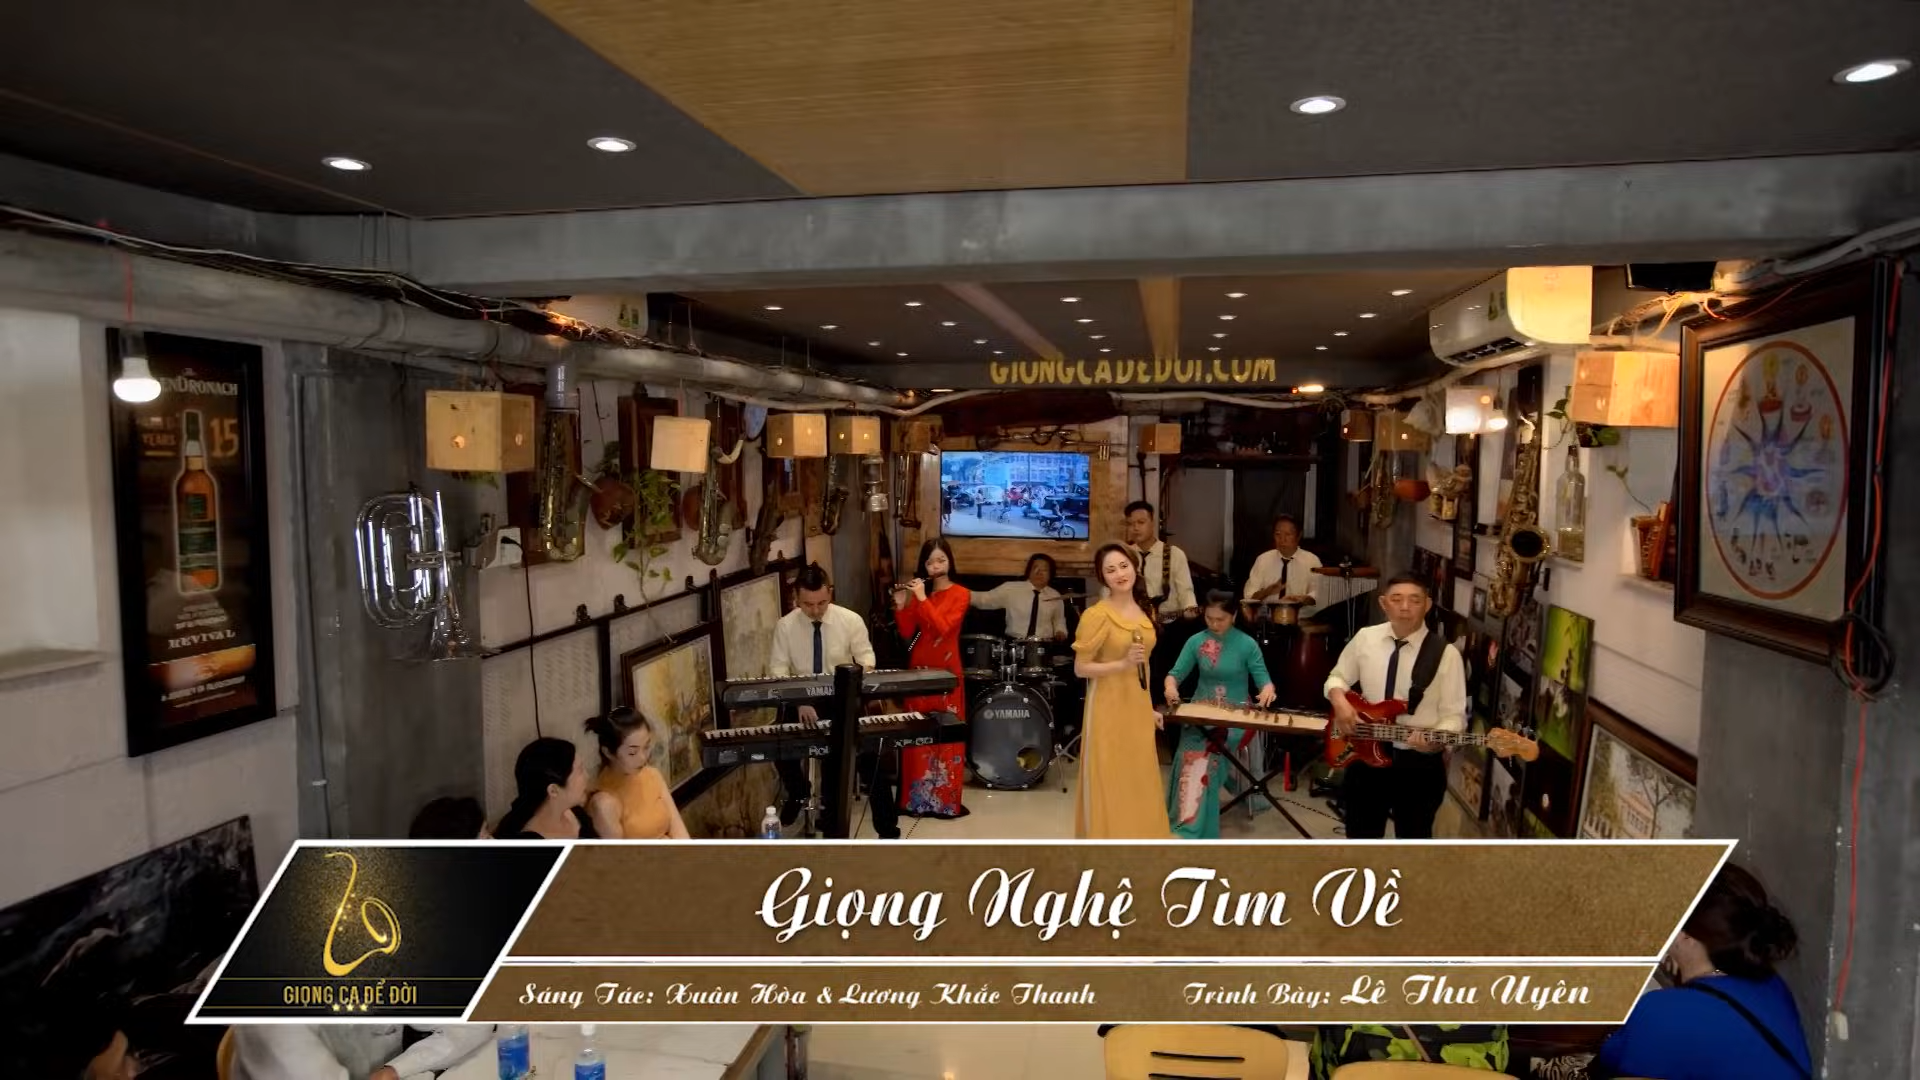 GLENDRONACH
YEARS 15
REVIVAL
GIONGCADEDOI.COM
YAMAHA
YAMAHA
Giọng Nghệ Tìm Về
GIỌNG CA ĐỂ ĐỜI
Sáng Tác: Xuân Hòa & Lương Khắc Thanh
Trình Bày: Lê Thu Uyên